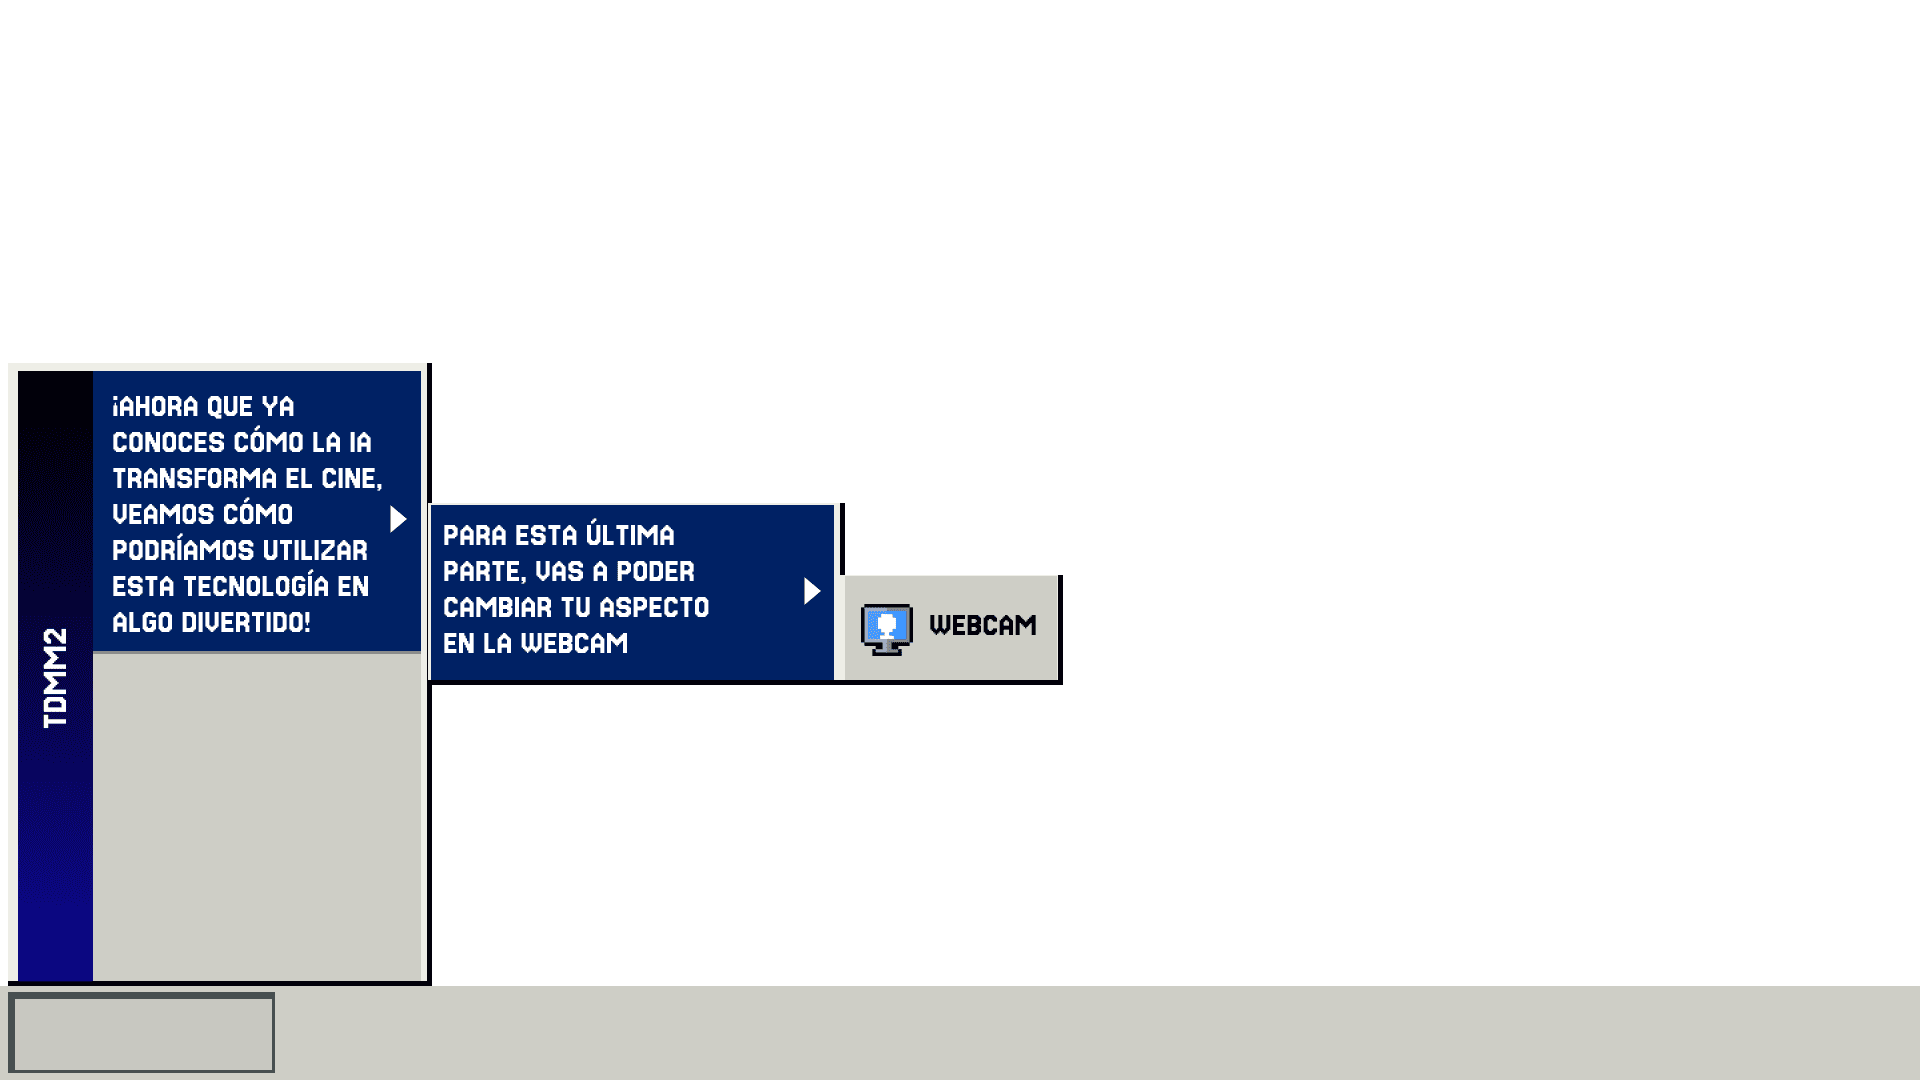 ¡AHORA QUE YA
CONOCES CÓMO LA IA
TRANSFORMA EL CINE,
VEAMOS CÓMO
PODRÍAMOS UTILIZAR
ESTA TECNOLOGÍA EN
ALGO DIVERTIDO!
TDMM2
PARA ESTA ÚLTIMA
PARTE, VAS A PODER
CAMBIAR TU ASPECTO
EN LA WEBCAM
WEBCAM